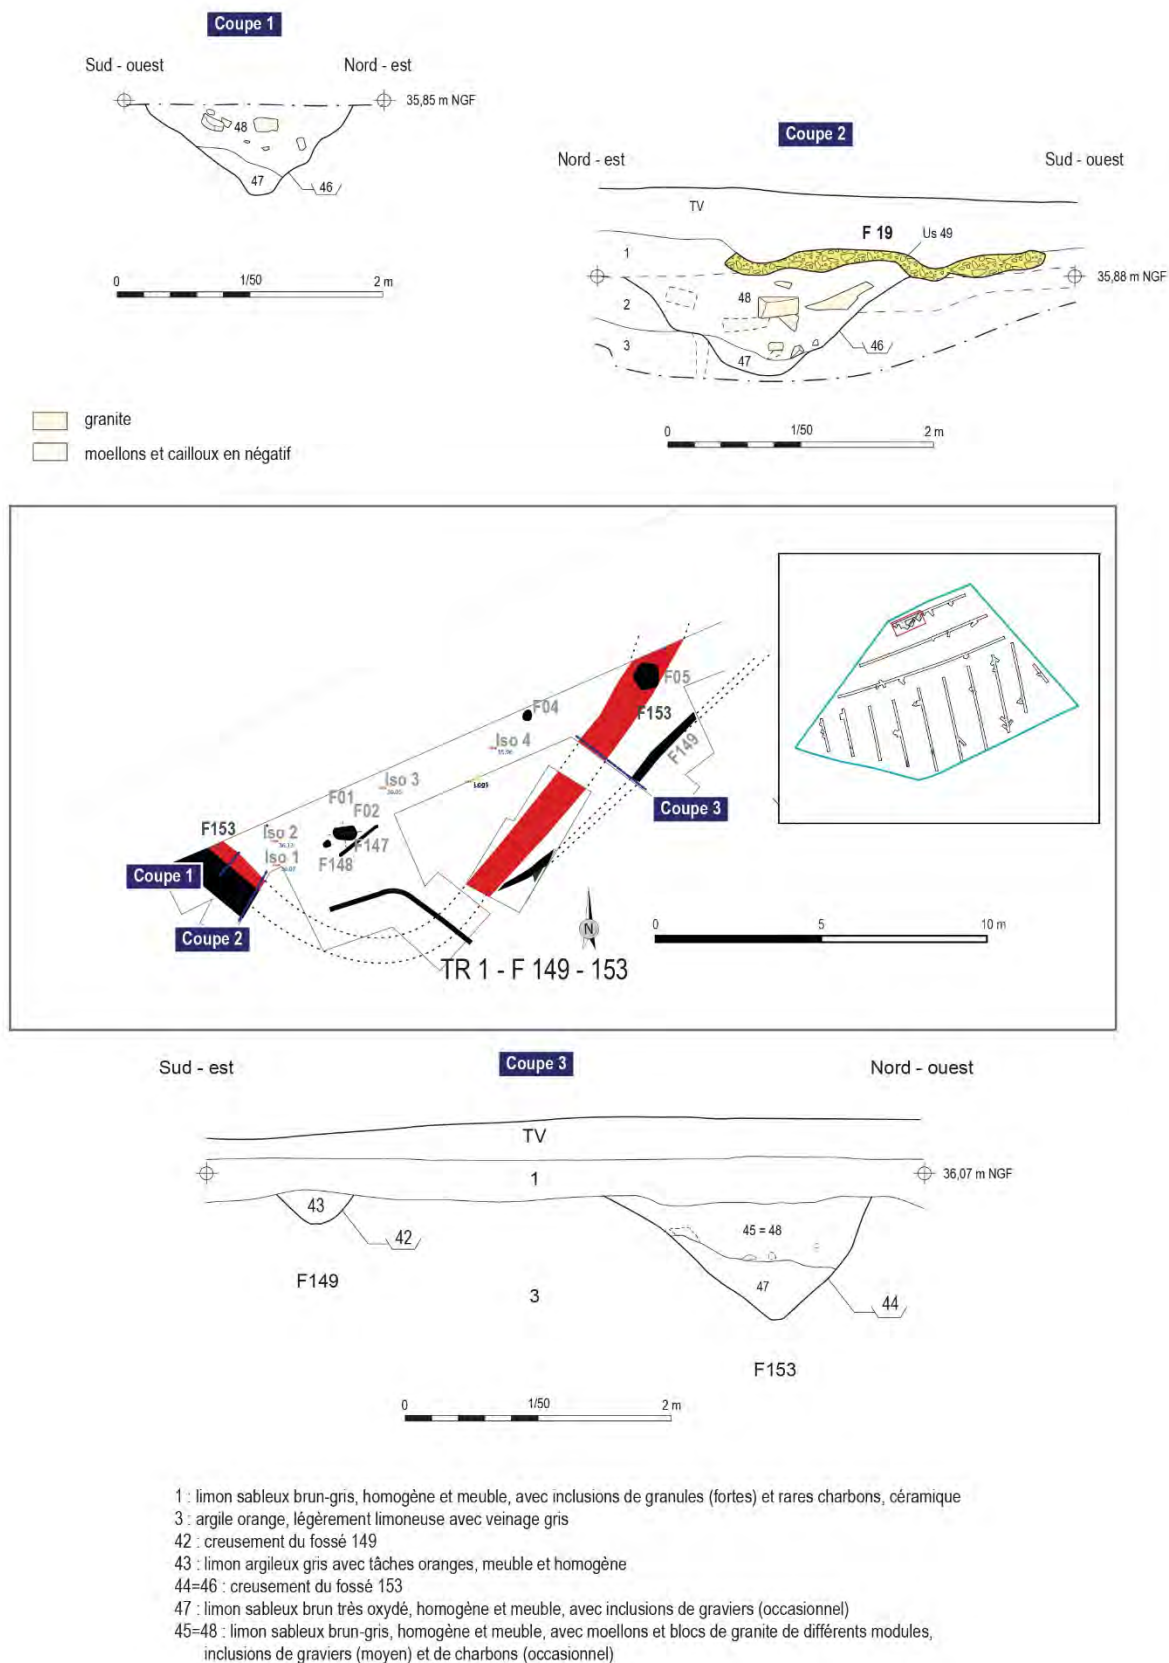 Coupe 1
Sud - ouest
Nord - est
35,85 m NGF
48
47
46
0
1/50
2 m
Coupe 2
Nord - est
Sud - ouest
TV
F 19
Us 49
1
35,88 m NGF
2
48
3
46
47
0
1/50
2 m
granite
moellons et cailloux en négatif
F05
F04
F153
Iso 4
F149
Iso 3
Coupe 3
F01
F02
F153
Iso 2
F147
Iso 1
F148
Coupe 1
Coupe 2
N
0
5
10 m
TR 1 - F 149 - 153
Sud - est
Coupe 3
Nord - ouest
TV
1
36,07 m NGF
43
45 = 48
42
47
F149
3
44
F153
0
1/50
2 m
1 : limon sableux brun-gris, homogène et meuble, avec inclusions de granules (fortes) et rares charbons, céramique
3 : argile orange, légèrement limoneuse avec veinage gris
42 : creusement du fossé 149
43 : limon argileux gris avec tâches oranges, meuble et homogène
44=46 : creusement du fossé 153
47 : limon sableux brun très oxydé, homogène et meuble, avec inclusions de graviers (occasionnel)
45=48 : limon sableux brun-gris, homogène et meuble, avec moellons et blocs de granite de différents modules,
inclusions de graviers (moyen) et de charbons (occasionnel)